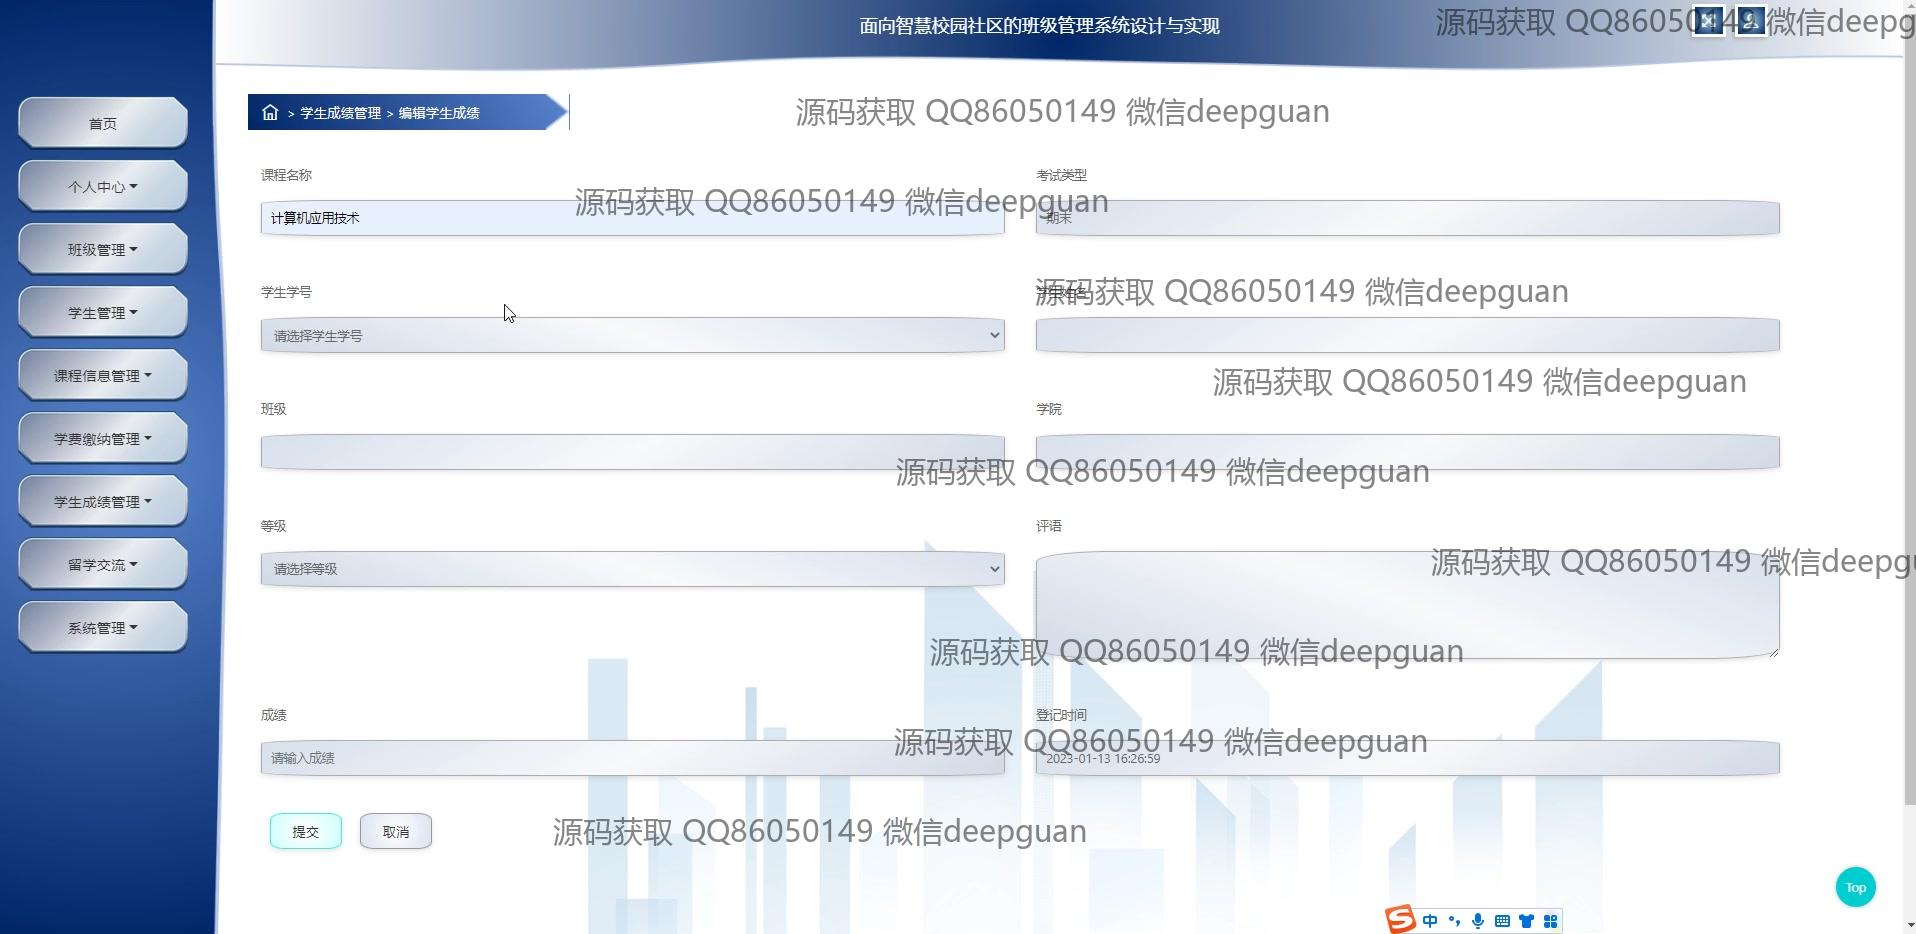 面向智慧校园社区的班级管理系统设计与实现
源码获取 QQ86050149 微信deepg
首页
个人中心
班级管理
学生管理
课程信息管理
学费缴纳管理
学生成绩管理
留学交流
系统管理
> 学生成绩管理 > 编辑学生成绩
源码获取 QQ86050149 微信deepguan
课程名称
考试类型
源码获取 QQ86050149 微信deepguan
计算机应用技术
期末
学生学号
学生姓名
源码获取 QQ86050149 微信deepguan
请选择学生学号
源码获取 QQ86050149 微信deepguan
班级
学院
源码获取 QQ86050149 微信deepguan
等级
评语
源码获取 QQ86050149 微信deepgu
请选择等级
源码获取 QQ86050149 微信deepguan
成绩
登记时间
源码获取 QQ86050149 微信deepguan
请输入成绩
2023-01-13 16:26:59
提交
取消
源码获取 QQ86050149 微信deepguan
Top
S 中